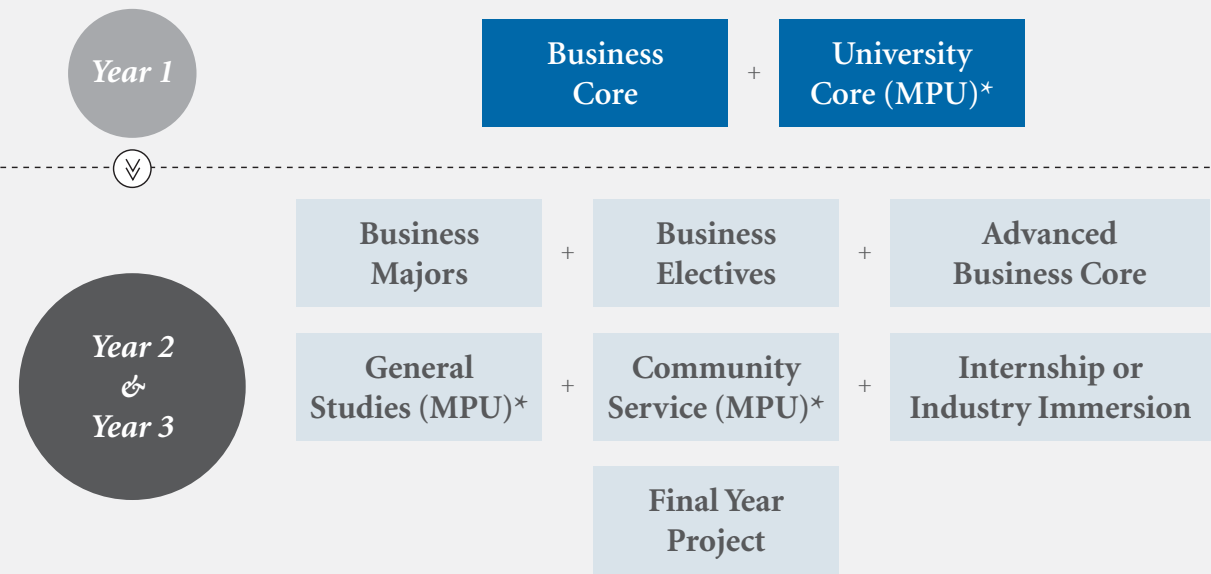 Year 1
Business
Core
+
University
Core (MPU)*
Business
Majors
+
Business
Electives
+
Advanced
Business Core
Year 2
&
Year 3
General
Studies (MPU)*
+
Community
Service (MPU)*
+
Internship or
Industry Immersion
Final Year
Project